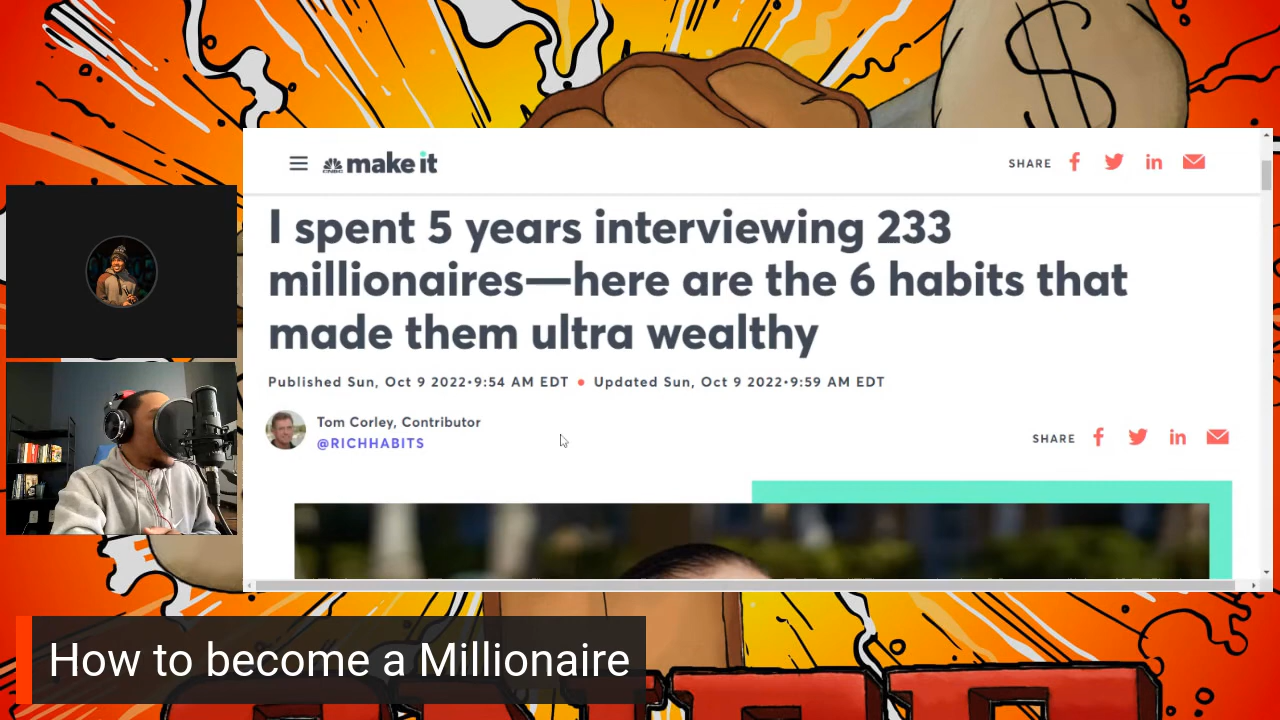 $
make it
SHARE
I spent 5 years interviewing 233
millionaires—here are the 6 habits that
made them ultra wealthy
Published Sun, Oct 9 2022•9:54 AM EDT • Updated Sun, Oct 9 2022•9:59 AM EDT
Tom Corley, Contributor
@RICHHABITS
SHARE
How to become a Millionaire